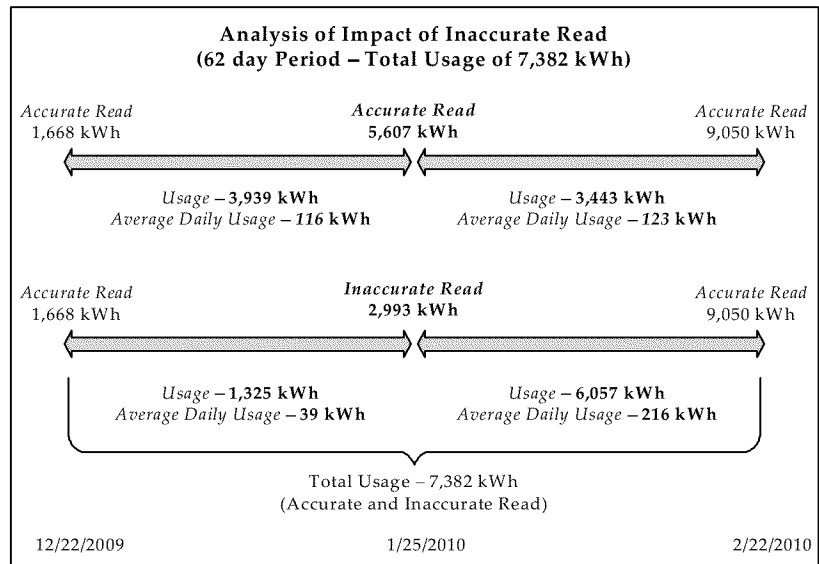 Analysis of Impact of Inaccurate Read
(62 day Period – Total Usage of 7,382 kWh)
Accurate Read Accurate Read Accurate Read
1,668 kWh 5,607 kWh 9,050 kWh
Usage – 3,939 kWh Usage – 3,443 kWh
Average Daily Usage – 116 kWh Average Daily Usage – 123 kWh
Accurate Read Inaccurate Read Accurate Read
1,668 kWh 2,993 kWh 9,050 kWh
Usage – 1,325 kWh Usage – 6,057 kWh
Average Daily Usage – 39 kWh Average Daily Usage – 216 kWh
Total Usage – 7,382 kWh
(Accurate and Inaccurate Read)
12/22/2009 1/25/2010 2/22/2010